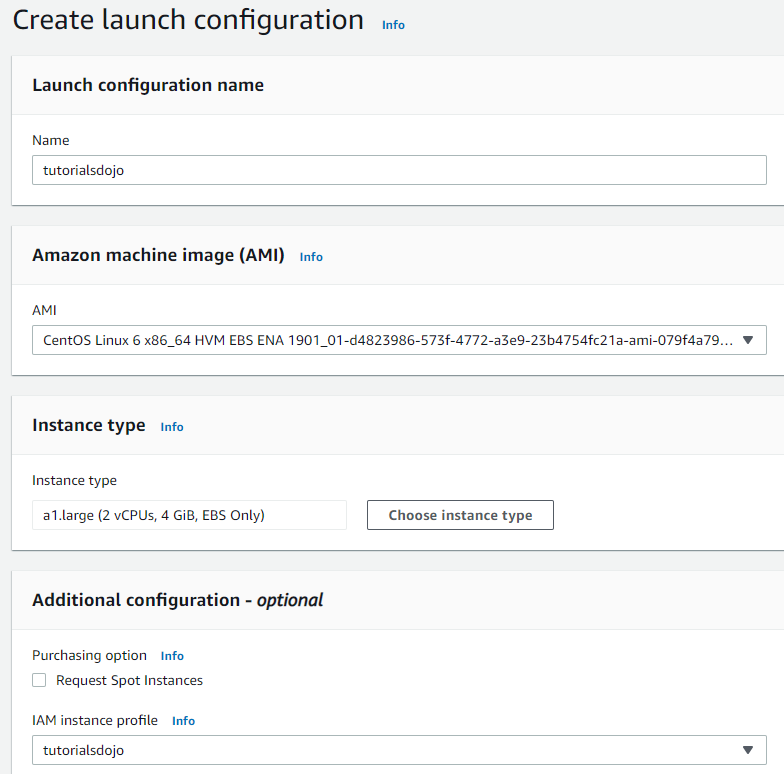 Create launch configuration Info
Launch configuration name
Name
tutorialsdojo
Amazon machine image (AMI) Info
AMI
CentOS Linux 6 x86_64 HVM EBS ENA 1901_01-d4823986-573f-4772-a3e9-23b4754fc21a-ami-079f4a79...
Instance type Info
Instance type
a1.large (2 vCPUs, 4 GiB, EBS Only) Choose instance type
Additional configuration - optional
Purchasing option Info
Request Spot Instances
IAM instance profile Info
tutorialsdojo